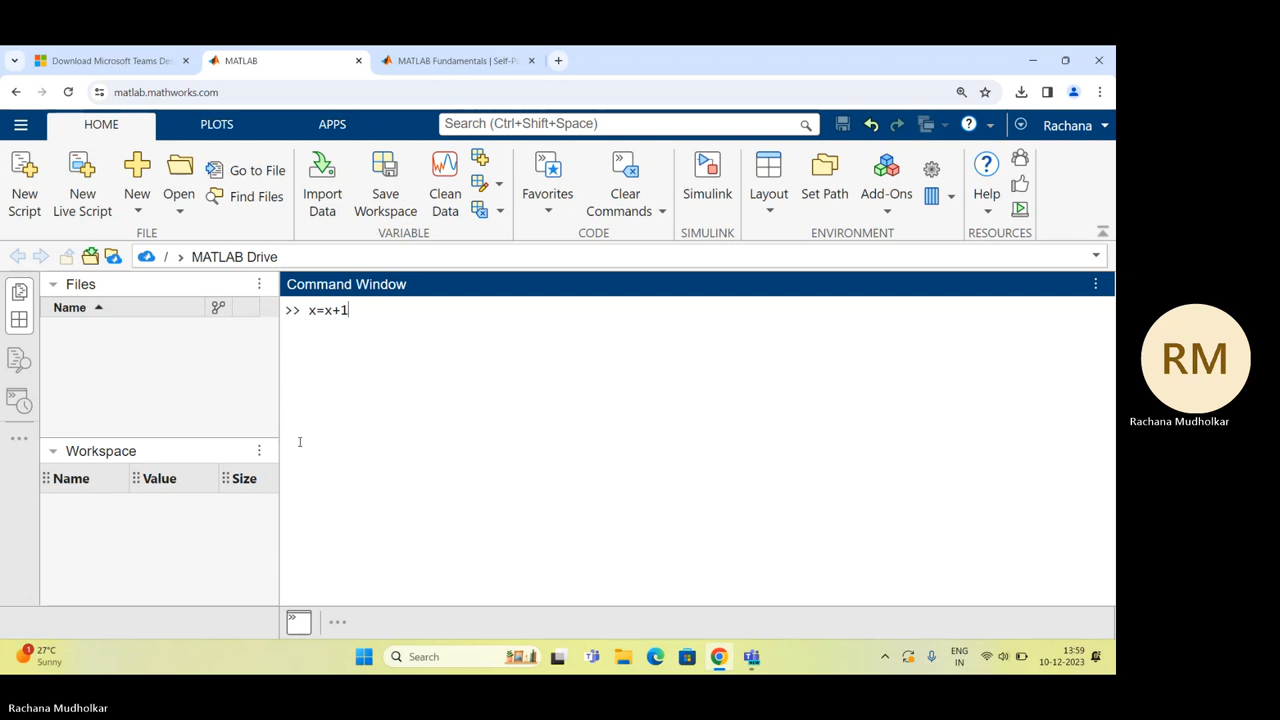 Download Microsoft Teams De
MATLAB
MATLAB Fundamentals | Self-P
matlab.mathworks.com
HOME
PLOTS
APPS
Search (Ctrl+Shift+Space)
Rachana
New Script
New Live Script
New
Open
Go to File
Find Files
Import Data
Save Workspace
Clean Data
Favorites
Clear Commands
Simulink
Layout
Set Path
Add-Ons
Help
FILE
VARIABLE
CODE
SIMULINK
ENVIRONMENT
RESOURCES
/ MATLAB Drive
Files
Name
Command Window
>> x=x+1
Workspace
Name Value Size
RM
Rachana Mudholkar
1
27°C
Sunny
Search
ENG
IN
13:59
10-12-2023
Rachana Mudholkar